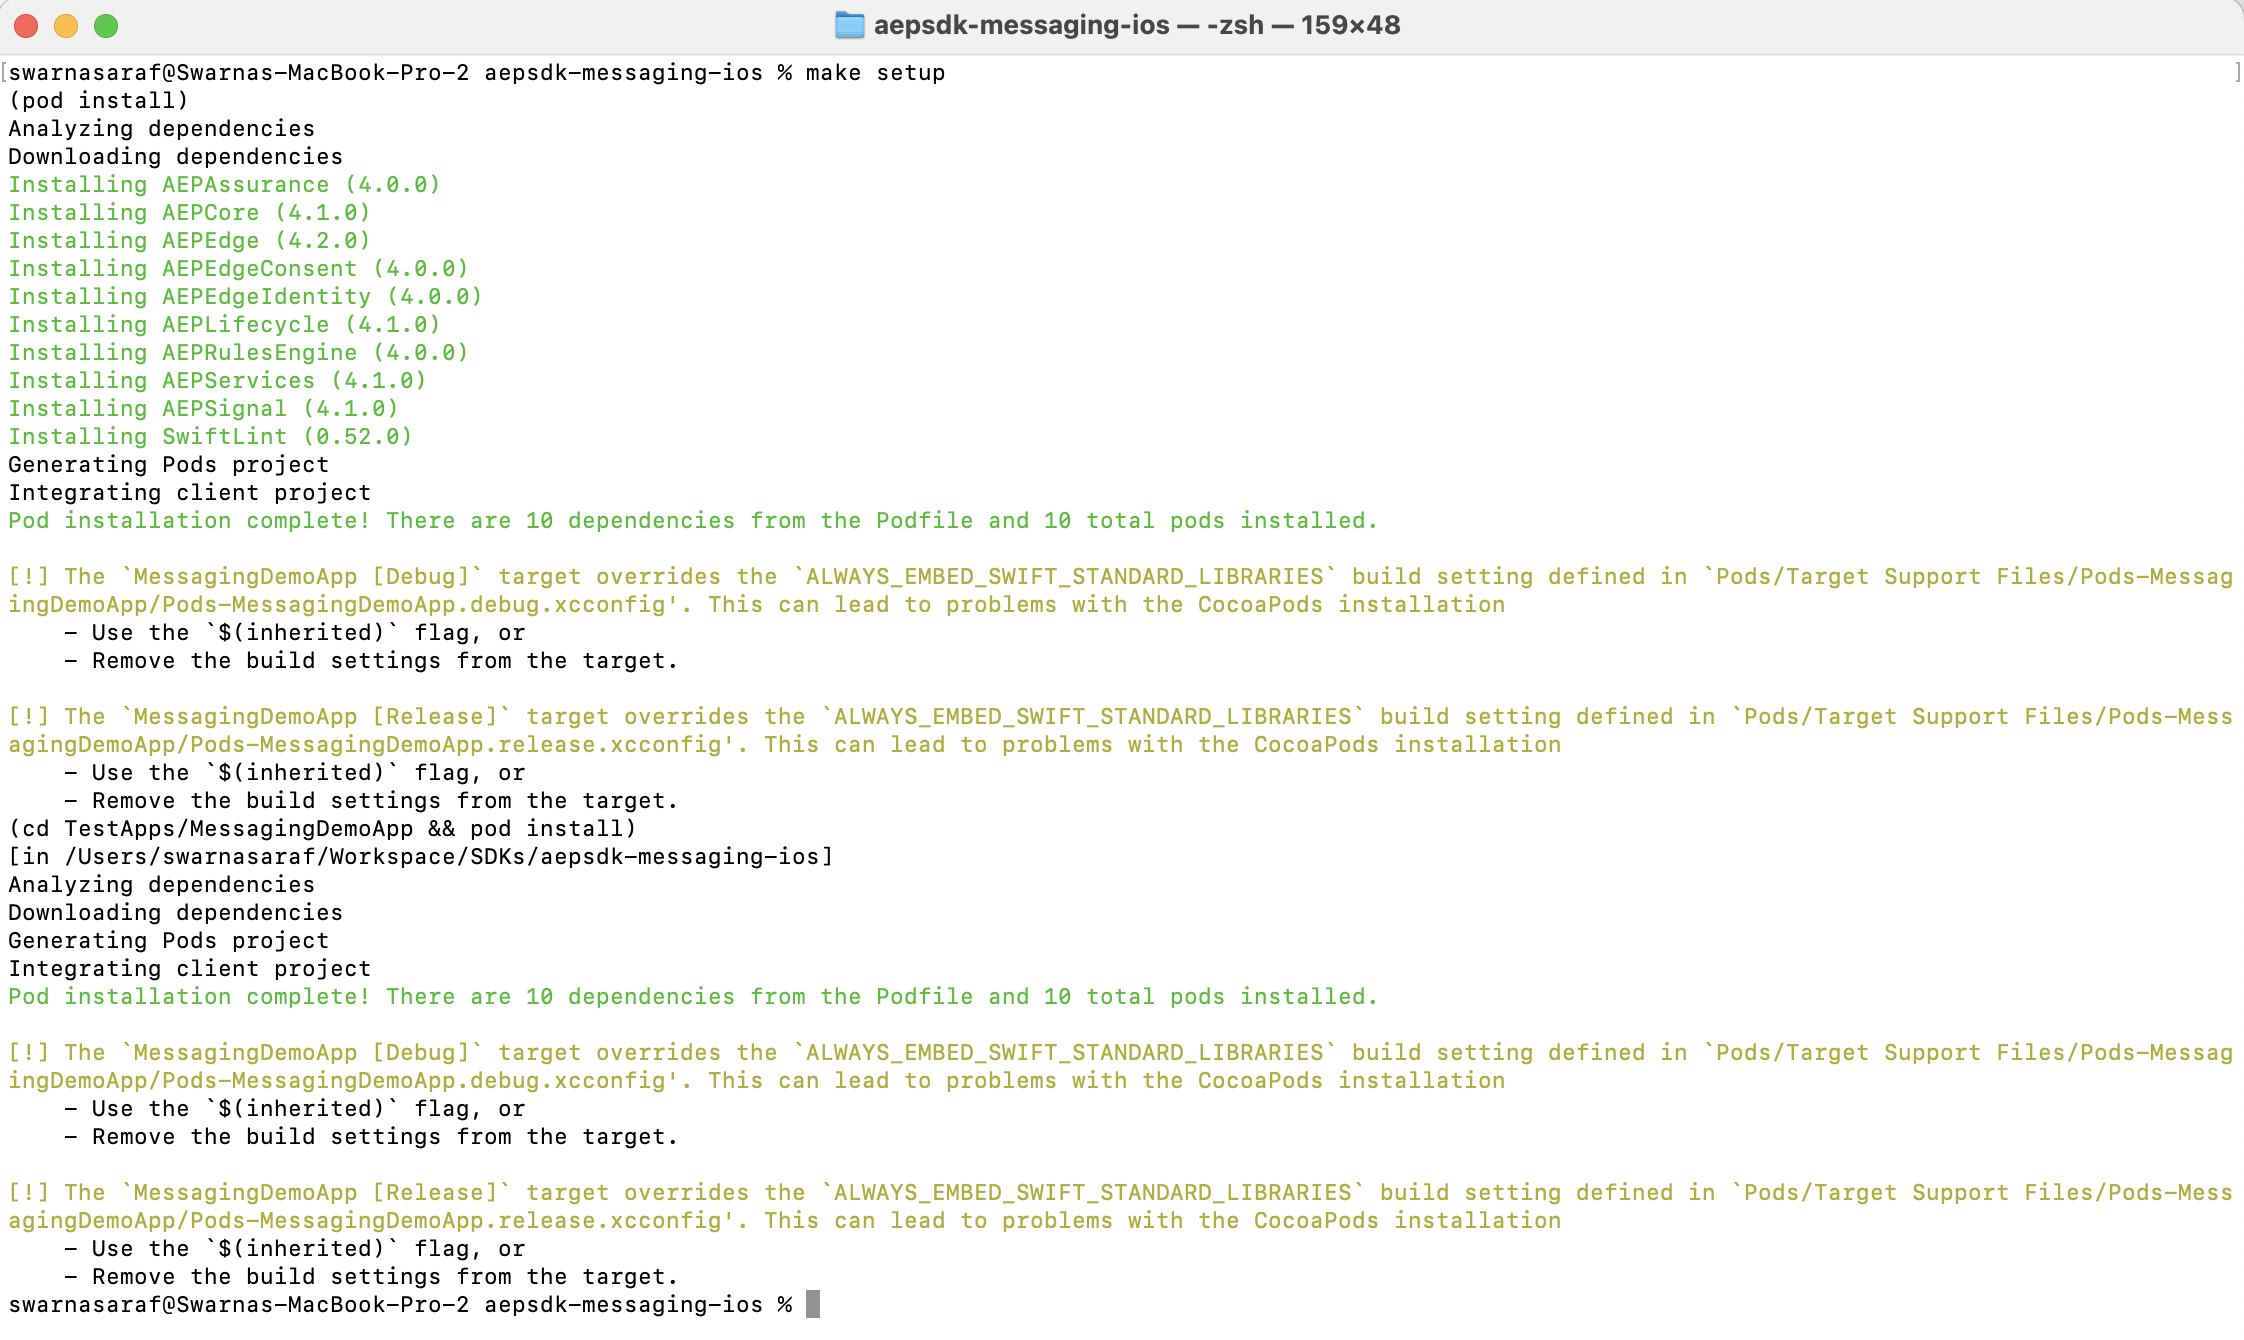 aepsdk-messaging-ios — -zsh — 159×48
[swarnasaraf@Swarnas-MacBook-Pro-2 aepsdk-messaging-ios % make setup ]
(pod install)
Analyzing dependencies
Downloading dependencies
Installing AEPAssurance (4.0.0)
Installing AEPCore (4.1.0)
Installing AEPEdge (4.2.0)
Installing AEPEdgeConsent (4.0.0)
Installing AEPEdgeIdentity (4.0.0)
Installing AEPLifecycle (4.1.0)
Installing AEPRulesEngine (4.0.0)
Installing AEPServices (4.1.0)
Installing AEPSignal (4.1.0)
Installing SwiftLint (0.52.0)
Generating Pods project
Integrating client project
Pod installation complete! There are 10 dependencies from the Podfile and 10 total pods installed.
[!] The `MessagingDemoApp [Debug]` target overrides the `ALWAYS_EMBED_SWIFT_STANDARD_LIBRARIES` build setting defined in `Pods/Target Support Files/Pods-Messag
ingDemoApp/Pods-MessagingDemoApp.debug.xcconfig'. This can lead to problems with the CocoaPods installation
    - Use the `$(inherited)` flag, or
    - Remove the build settings from the target.
[!] The `MessagingDemoApp [Release]` target overrides the `ALWAYS_EMBED_SWIFT_STANDARD_LIBRARIES` build setting defined in `Pods/Target Support Files/Pods-Mess
agingDemoApp/Pods-MessagingDemoApp.release.xcconfig'. This can lead to problems with the CocoaPods installation
    - Use the `$(inherited)` flag, or
    - Remove the build settings from the target.
(cd TestApps/MessagingDemoApp && pod install)
[in /Users/swarnasaraf/Workspace/SDKs/aepsdk-messaging-ios]
Analyzing dependencies
Downloading dependencies
Generating Pods project
Integrating client project
Pod installation complete! There are 10 dependencies from the Podfile and 10 total pods installed.
[!] The `MessagingDemoApp [Debug]` target overrides the `ALWAYS_EMBED_SWIFT_STANDARD_LIBRARIES` build setting defined in `Pods/Target Support Files/Pods-Messag
ingDemoApp/Pods-MessagingDemoApp.debug.xcconfig'. This can lead to problems with the CocoaPods installation
    - Use the `$(inherited)` flag, or
    - Remove the build settings from the target.
[!] The `MessagingDemoApp [Release]` target overrides the `ALWAYS_EMBED_SWIFT_STANDARD_LIBRARIES` build setting defined in `Pods/Target Support Files/Pods-Mess
agingDemoApp/Pods-MessagingDemoApp.release.xcconfig'. This can lead to problems with the CocoaPods installation
    - Use the `$(inherited)` flag, or
    - Remove the build settings from the target.
swarnasaraf@Swarnas-MacBook-Pro-2 aepsdk-messaging-ios %